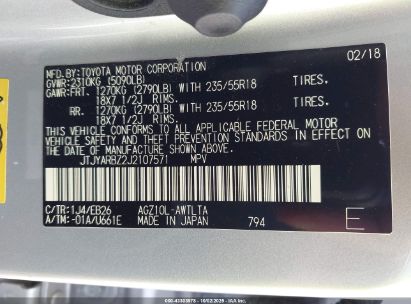 MFD.BY:TOYOTA MOTOR CORPORATION 02/18
GVWR:2310KG (5090LB)
GAWR:FRT. 1270KG (2790LB) WITH 235/55R18 TIRES.
18X7 1/2J RIMS.
RR. 1270KG (2790LB) WITH 235/55R18 TIRES.
18X7 1/2J RIMS.
THIS VEHICLE CONFORMS TO ALL APPLICABLE FEDERAL MOTOR
VEHICLE SAFETY AND THEFT PREVENTION STANDARDS IN EFFECT
ON THE DATE OF MANUFACTURE SHOWN ABOVE.
JTJYARBZ2J2107571 MPV
C/TR:1J4/EB26 AGZ10L-AWTLTA
A/TM:-01A/U661E MADE IN JAPAN 794 E